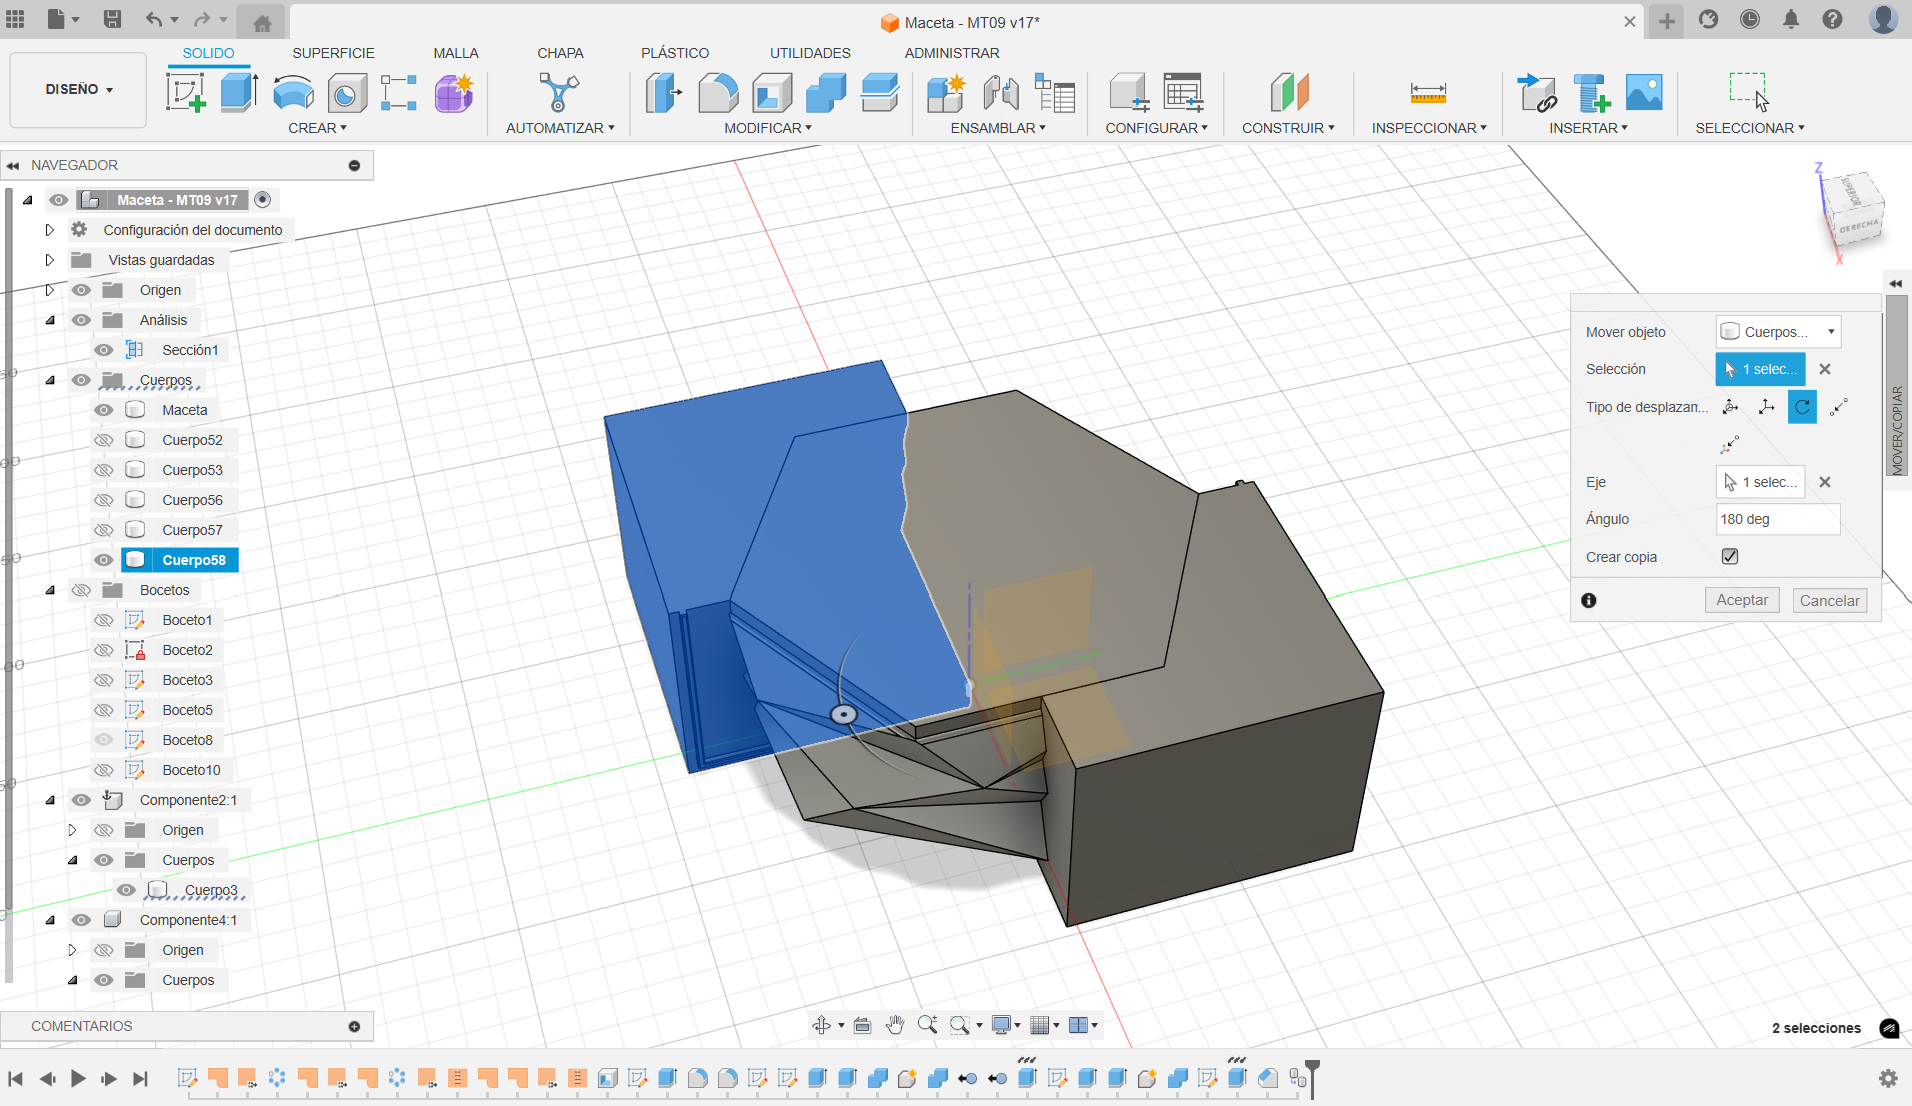 Maceta - MT09 v17*
DISEÑO
SOLIDO
SUPERFICIE
MALLA
CHAPA
PLÁSTICO
UTILIDADES
ADMINISTRAR
CREAR
AUTOMATIZAR
MODIFICAR
ENSAMBLAR
CONFIGURAR
CONSTRUIR
INSPECCIONAR
INSERTAR
SELECCIONAR
NAVEGADOR
Maceta - MT09 v17
Configuración del documento
Vistas guardadas
Origen
Análisis
Sección1
Cuerpos
Maceta
Cuerpo52
Cuerpo53
Cuerpo56
Cuerpo57
Cuerpo58
Bocetos
Boceto1
Boceto2
Boceto3
Boceto5
Boceto8
Boceto10
Componente2:1
Origen
Cuerpos
Cuerpo3
Componente4:1
Origen
Cuerpos
COMENTARIOS
Z
SUPERIOR
DERECHA
X
MOVER/COPIAR
Mover objeto
Cuerpos...
Selección
1 selec...
Tipo de desplazam...
Eje
1 selec...
Ángulo
180 deg
Crear copia
Aceptar
Cancelar
2 selecciones